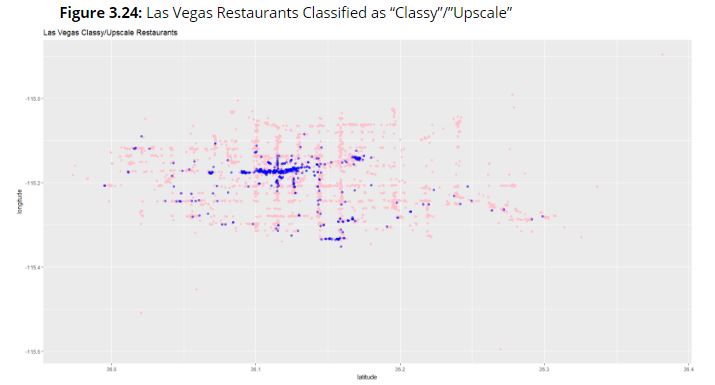 Figure 3.24: Las Vegas Restaurants Classified as “Classy”/”Upscale”
Las Vegas Classy/Upscale Restaurants
-115.0
-115.2
-115.4
-115.6
longitude
36.0 36.1 36.2 36.3 36.4
latitude